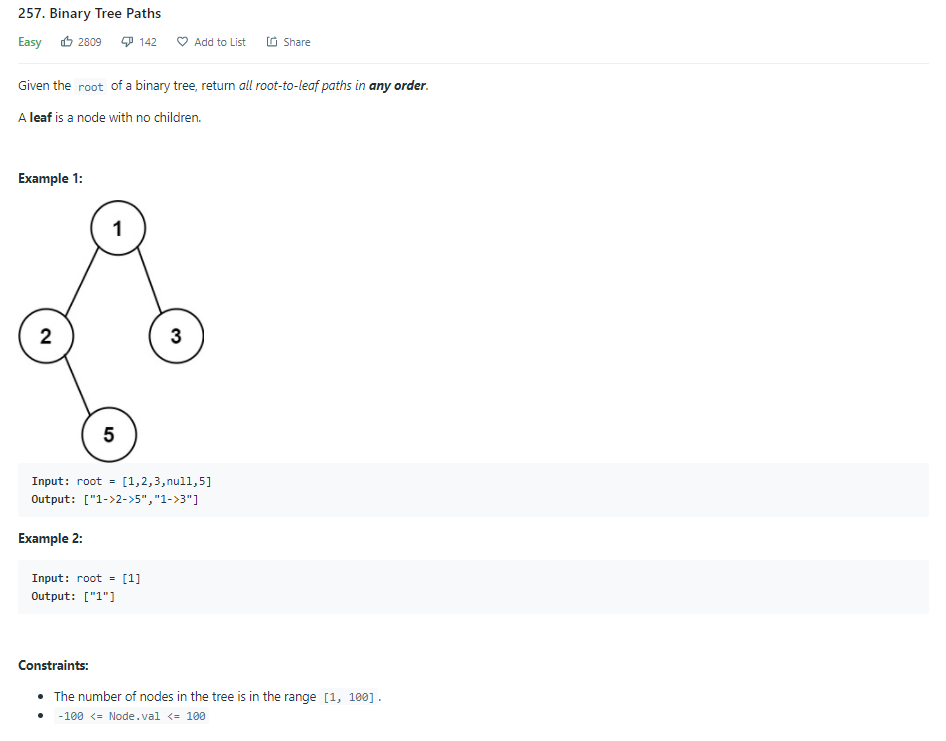 257. Binary Tree Paths
Easy 2809 142 Add to List Share
Given the root of a binary tree, return all root-to-leaf paths in any order.
A leaf is a node with no children.
Example 1:
1
2 3
5
Input: root = [1,2,3,null,5]
Output: ["1->2->5","1->3"]
Example 2:
Input: root = [1]
Output: ["1"]
Constraints:
• The number of nodes in the tree is in the range [1, 100].
• -100 <= Node.val <= 100